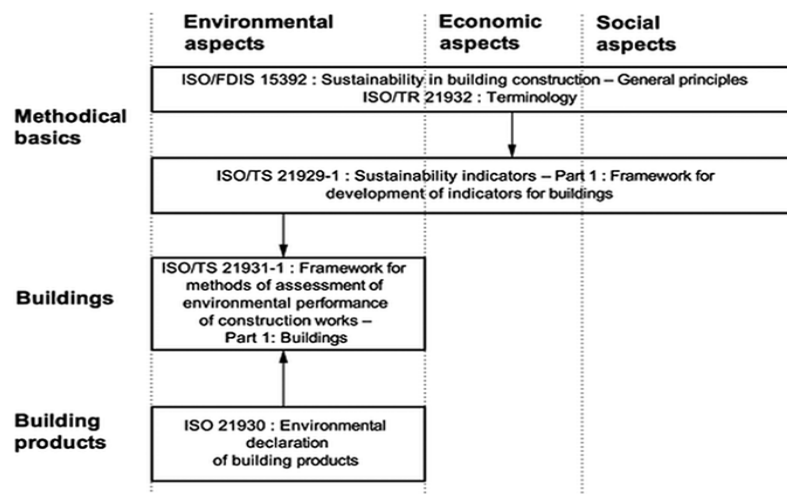 Environmental
aspects
Economic
aspects
Social
aspects
Methodical
basics
ISO/FDIS 15392 : Sustainability in building construction – General principles
ISO/TR 21932 : Terminology
ISO/TS 21929-1 : Sustainability indicators – Part 1 : Framework for
development of indicators for buildings
Buildings
ISO/TS 21931-1 : Framework for
methods of assessment of
environmental performance
of construction works –
Part 1: Buildings
Building
products
ISO 21930 : Environmental
declaration
of building products